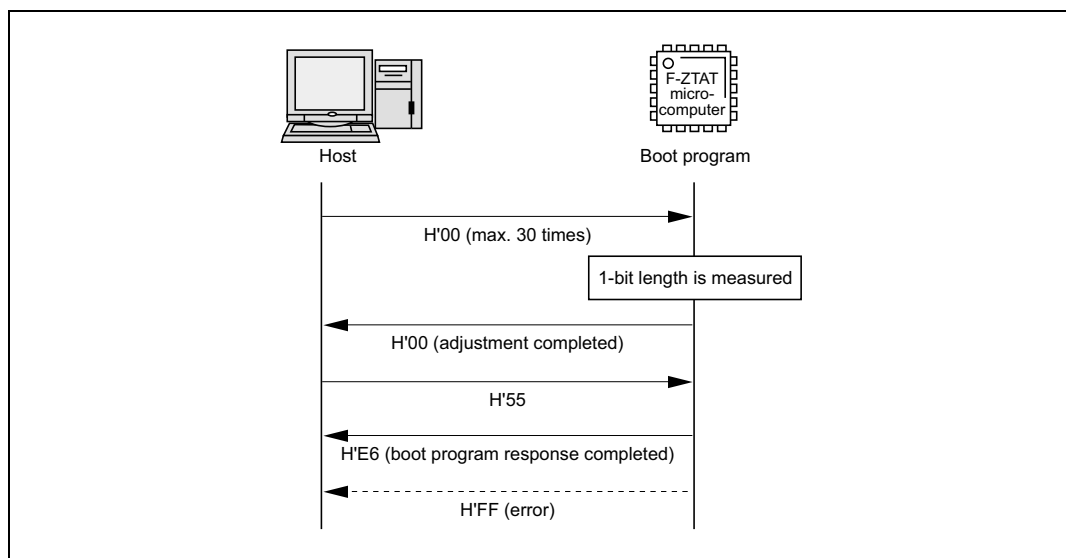 F-ZTAT
micro-
computer
Host
Boot program
H'00 (max. 30 times)
1-bit length is measured
H'00 (adjustment completed)
H'55
H'E6 (boot program response completed)
H'FF (error)